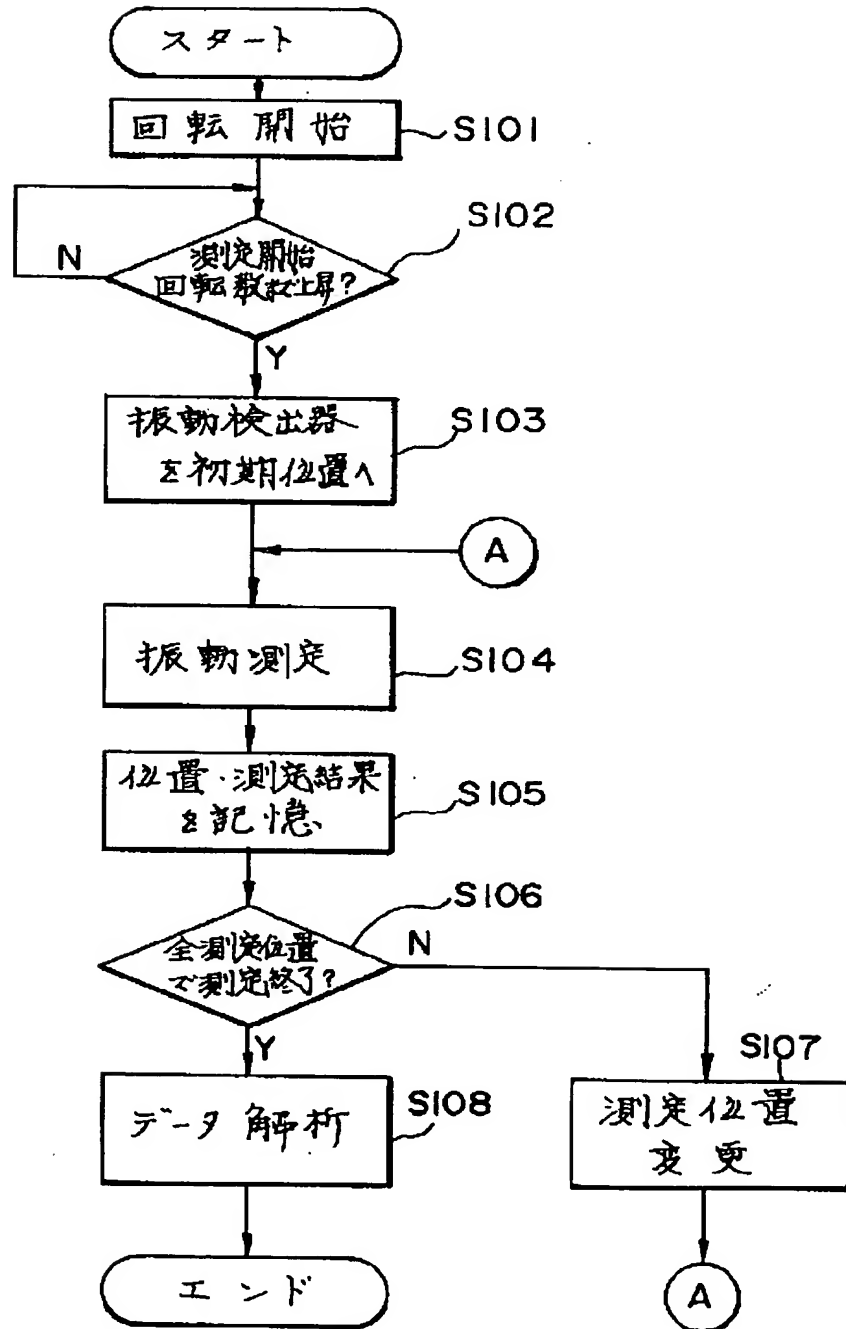 スタート
回転開始
S101
S102
測定開始
回転数まで上昇?
N
Y
振動検出器
を初期位置へ
S103
A
振動測定
S104
位置・測定結果
を記憶
S105
S106
全測定位置
で測定終了?
N
Y
S107
データ解析
S108
測定位置
変更
エンド
A